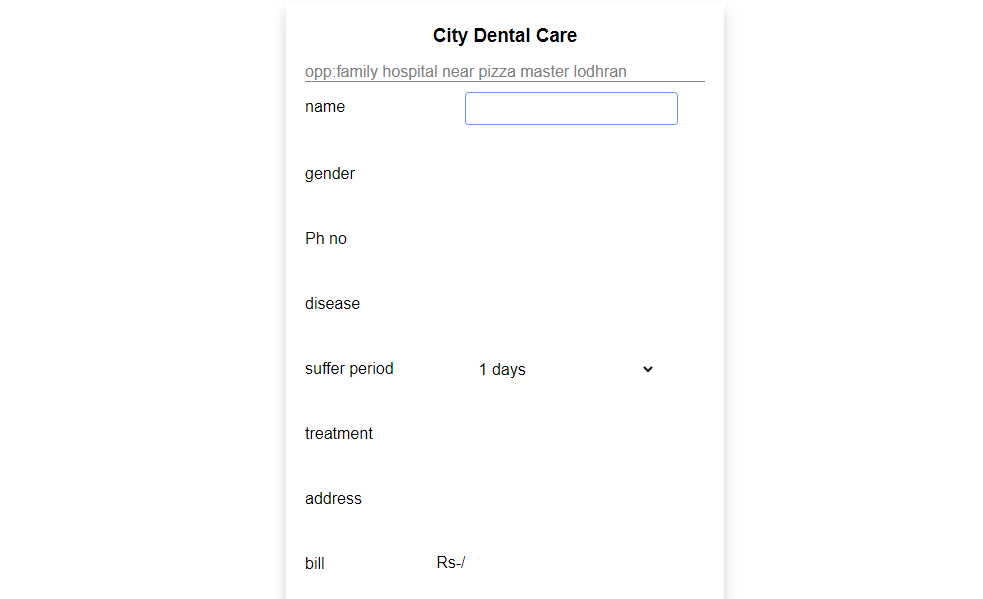 City Dental Care
opp:family hospital near pizza master lodhran
name
gender
Ph no
disease
suffer period 1 days
treatment
address
bill Rs-/